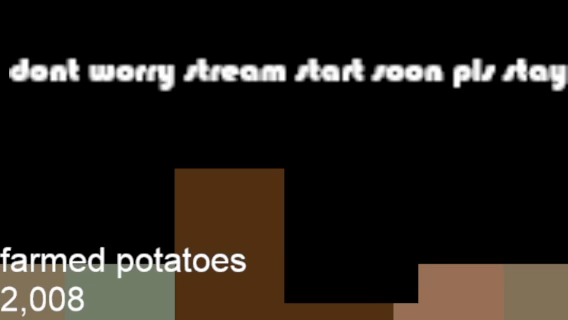 dont worry stream start soon pls stay
farmed potatoes
2,008